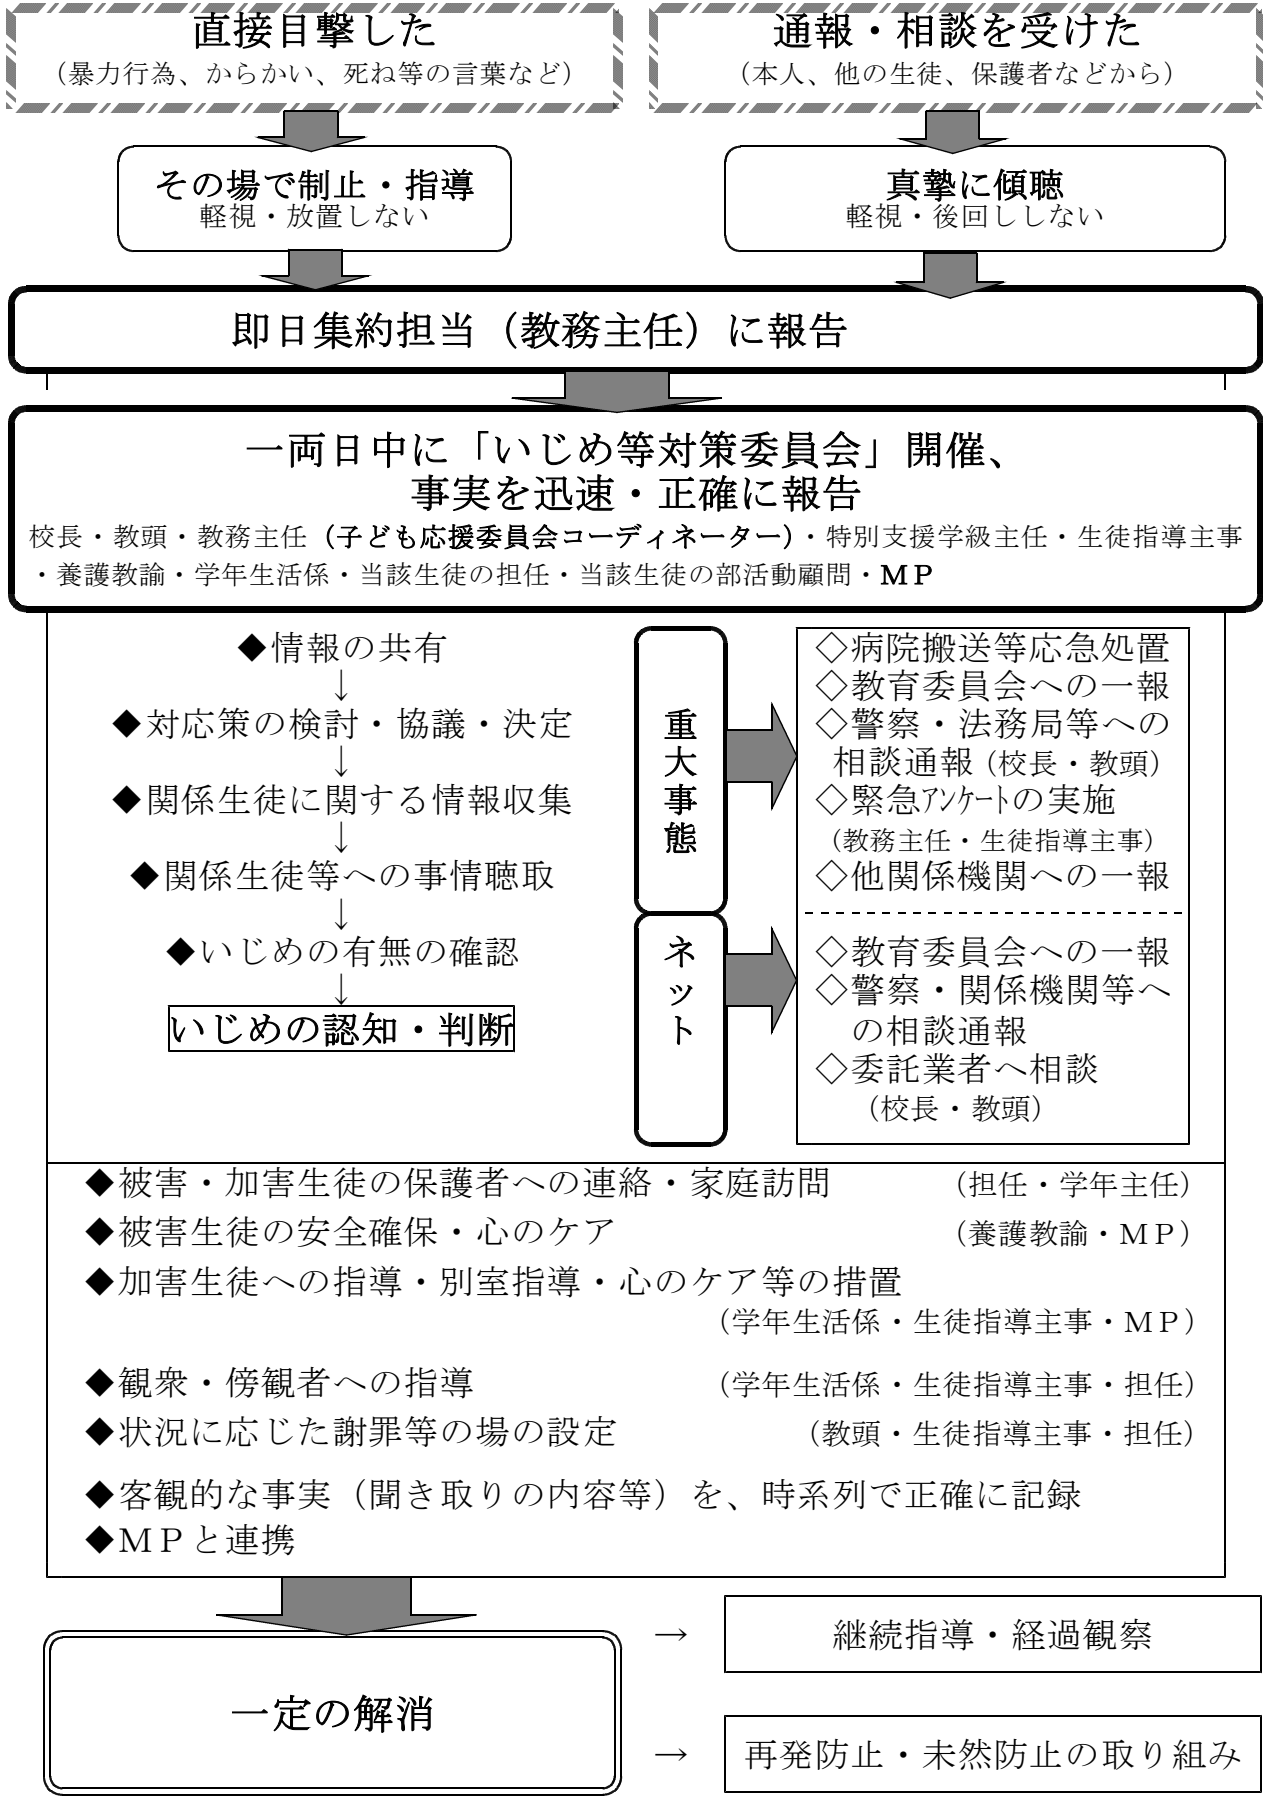 直接目撃した
（暴力行為、からかい、死ね等の言葉など）
通報・相談を受けた
（本人、他の生徒、保護者などから）
その場で制止・指導
軽視・放置しない
真摯に傾聴
軽視・後回ししない
即日集約担当（教務主任）に報告
一両日中に「いじめ等対策委員会」開催、
事実を迅速・正確に報告
校長・教頭・教務主任（子ども応援委員会コーディネーター）・特別支援学級主任・生徒指導主事
・養護教諭・学年生活係・当該生徒の担任・当該生徒の部活動顧問・ＭＰ
◆情報の共有
↓
◆対応策の検討・協議・決定
↓
◆関係生徒に関する情報収集
↓
◆関係生徒等への事情聴取
↓
◆いじめの有無の確認
↓
いじめの認知・判断
重大事態
◇病院搬送等応急処置
◇教育委員会への一報
◇警察・法務局等への
相談通報（校長・教頭）
◇緊急ｱﾝｹｰﾄの実施
（教務主任・生徒指導主事）
◇他関係機関への一報
ネット
◇教育委員会への一報
◇警察・関係機関等へ
の相談通報
◇委託業者へ相談
（校長・教頭）
◆被害・加害生徒の保護者への連絡・家庭訪問　（担任・学年主任）
◆被害生徒の安全確保・心のケア　（養護教諭・ＭＰ）
◆加害生徒への指導・別室指導・心のケア等の措置
（学年生活係・生徒指導主事・ＭＰ）
◆観衆・傍観者への指導　（学年生活係・生徒指導主事・担任）
◆状況に応じた謝罪等の場の設定　（教頭・生徒指導主事・担任）
◆客観的な事実（聞き取りの内容等）を、時系列で正確に記録
◆ＭＰと連携
一定の解消
→　継続指導・経過観察
→　再発防止・未然防止の取り組み